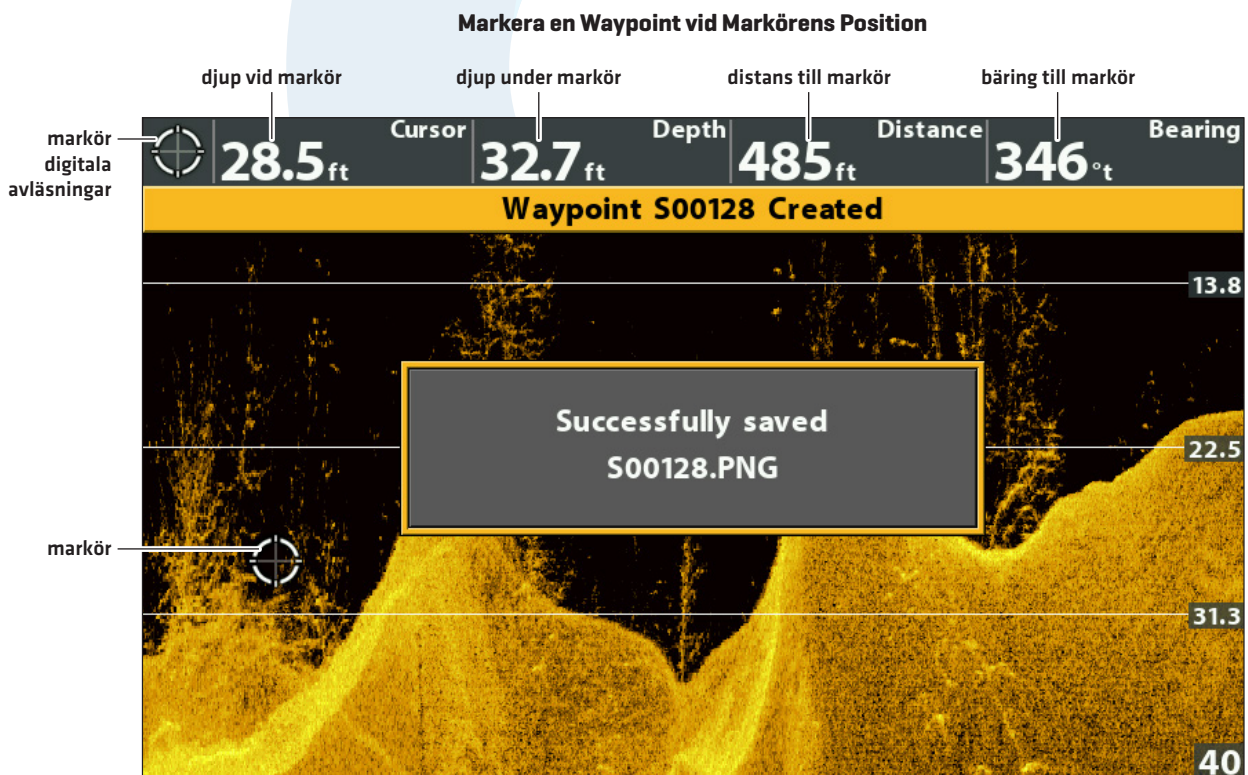 Markera en Waypoint vid Markörens Position
djup vid markör
djup under markör
distans till markör
bäring till markör
markör
digitala
avläsningar
Cursor
28.5 ft
Depth
32.7 ft
Distance
485 ft
Bearing
346 °t
Waypoint S00128 Created
13.8
Successfully saved
S00128.PNG
22.5
markör
31.3
40